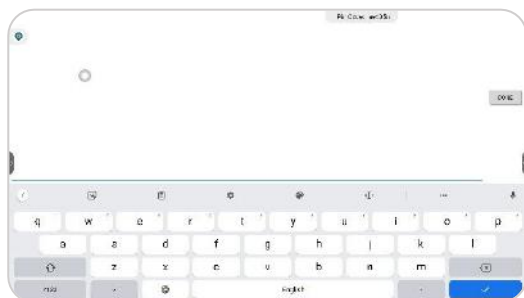 DONE
q w e r t y u i o p
a s d f g h j k l
z x c v b n m
English